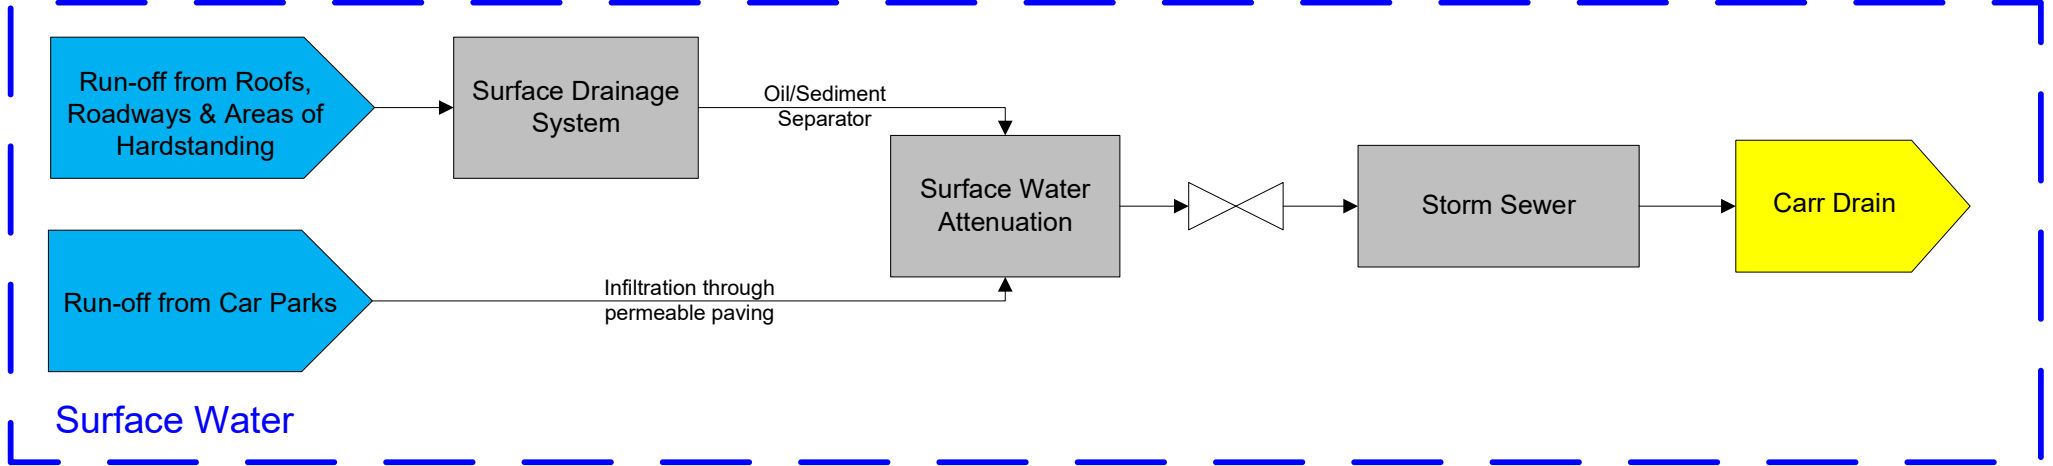 Run-off from Roofs,
Roadways & Areas of
Hardstanding
Surface Drainage
System
Oil/Sediment
Separator
Surface Water
Attenuation
Storm Sewer
Carr Drain
Run-off from Car Parks
Infiltration through
permeable paving
Surface Water